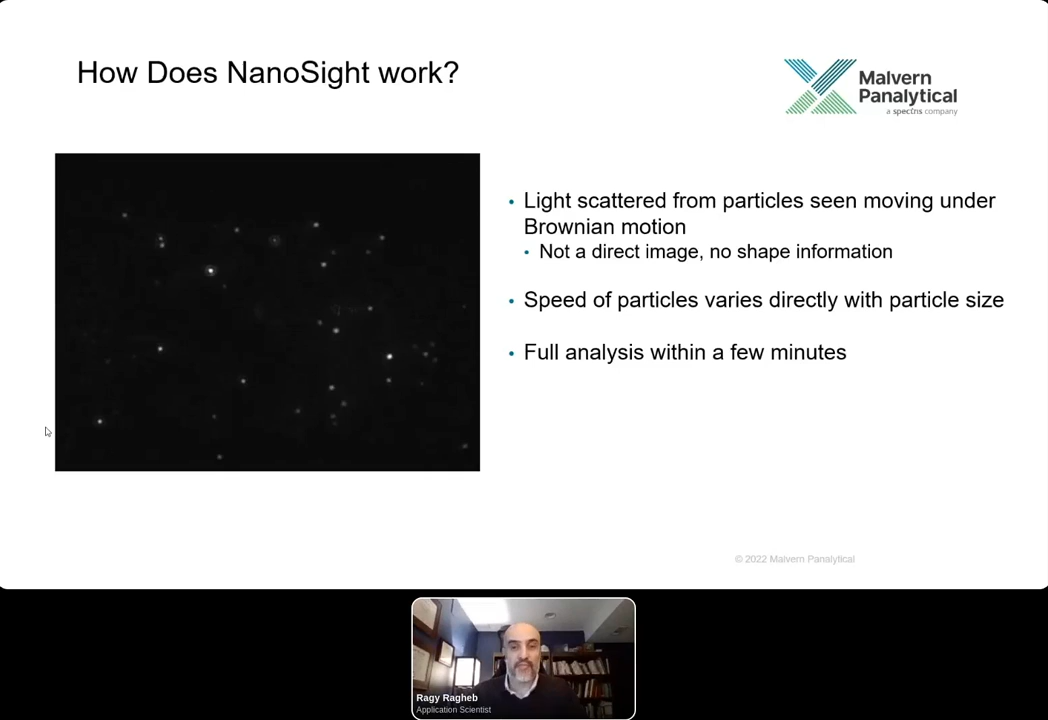 How Does NanoSight work?
Malvern
Panalytical
a spectris company
• Light scattered from particles seen moving under
Brownian motion
• Not a direct image, no shape information
• Speed of particles varies directly with particle size
• Full analysis within a few minutes
© 2022 Malvern Panalytical
Ragy Ragheb
Application Scientist